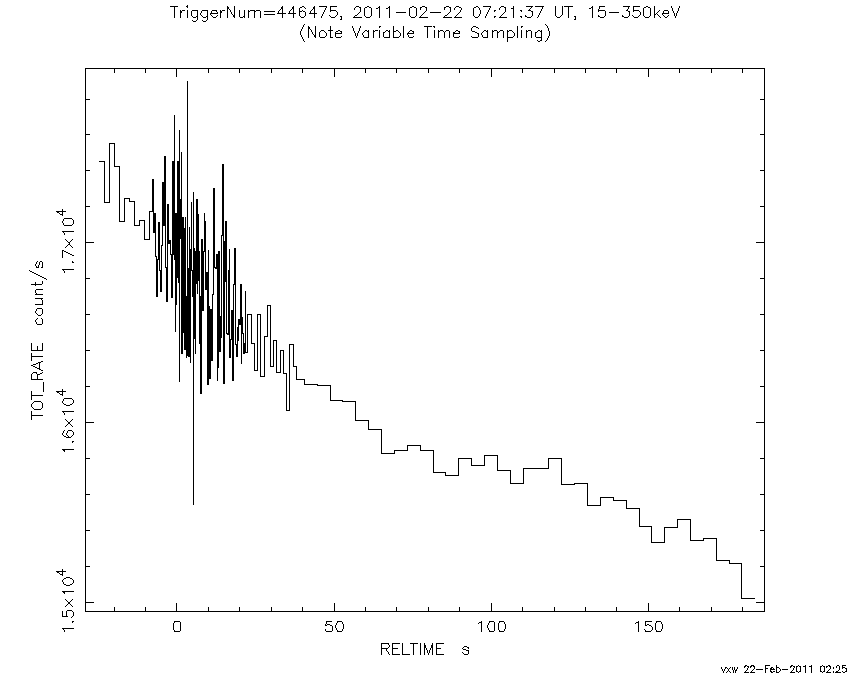 TriggerNum=446475, 2011-02-22 07:21:37 UT, 15-350keV
(Note Variable Time Sampling)
TOT_RATE count/s
1.7×10⁴
1.6×10⁴
1.5×10⁴
0 50 100 150
RELTIME s
vxw 22-Feb-2011 02:25